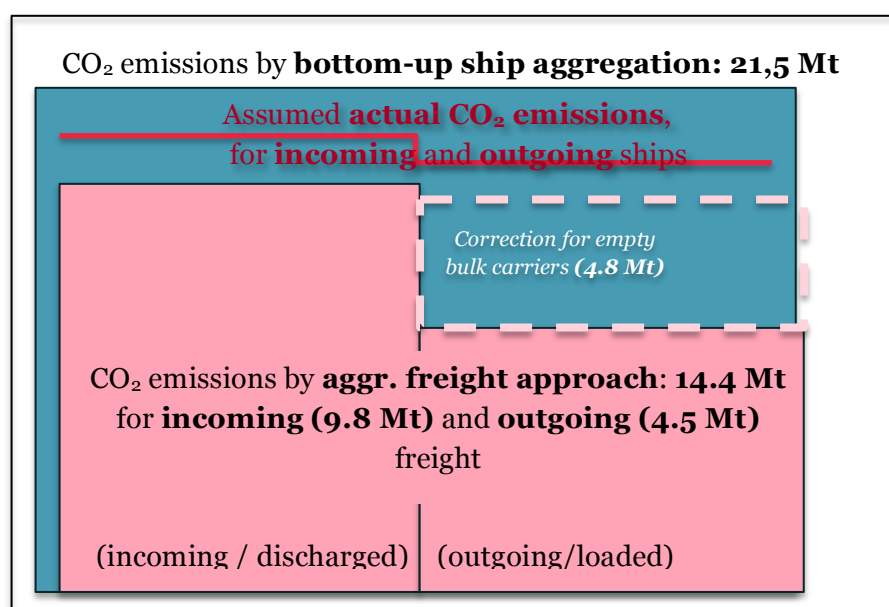 CO₂ emissions by bottom-up ship aggregation: 21,5 Mt
Assumed actual CO₂ emissions,
for incoming and outgoing ships
Correction for empty
bulk carriers (4.8 Mt)
CO₂ emissions by aggr. freight approach: 14.4 Mt
for incoming (9.8 Mt) and outgoing (4.5 Mt)
freight
(incoming / discharged)
(outgoing/loaded)